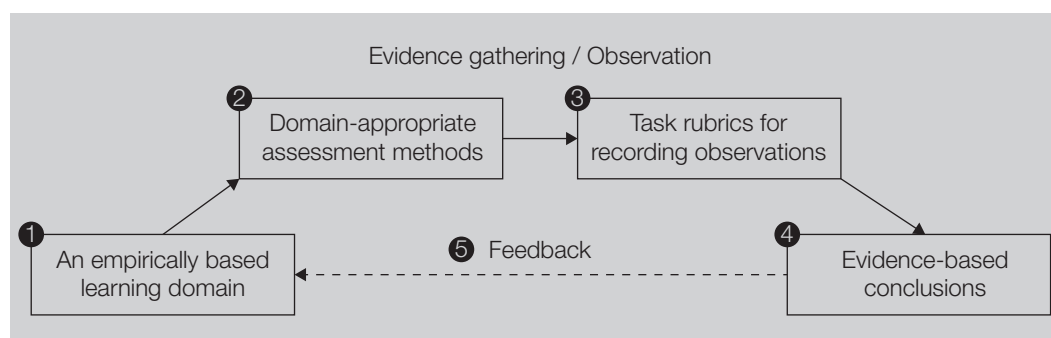 Evidence gathering / Observation
2
Domain-appropriate
assessment methods
3
Task rubrics for
recording observations
1
An empirically based
learning domain
5 Feedback
4
Evidence-based
conclusions